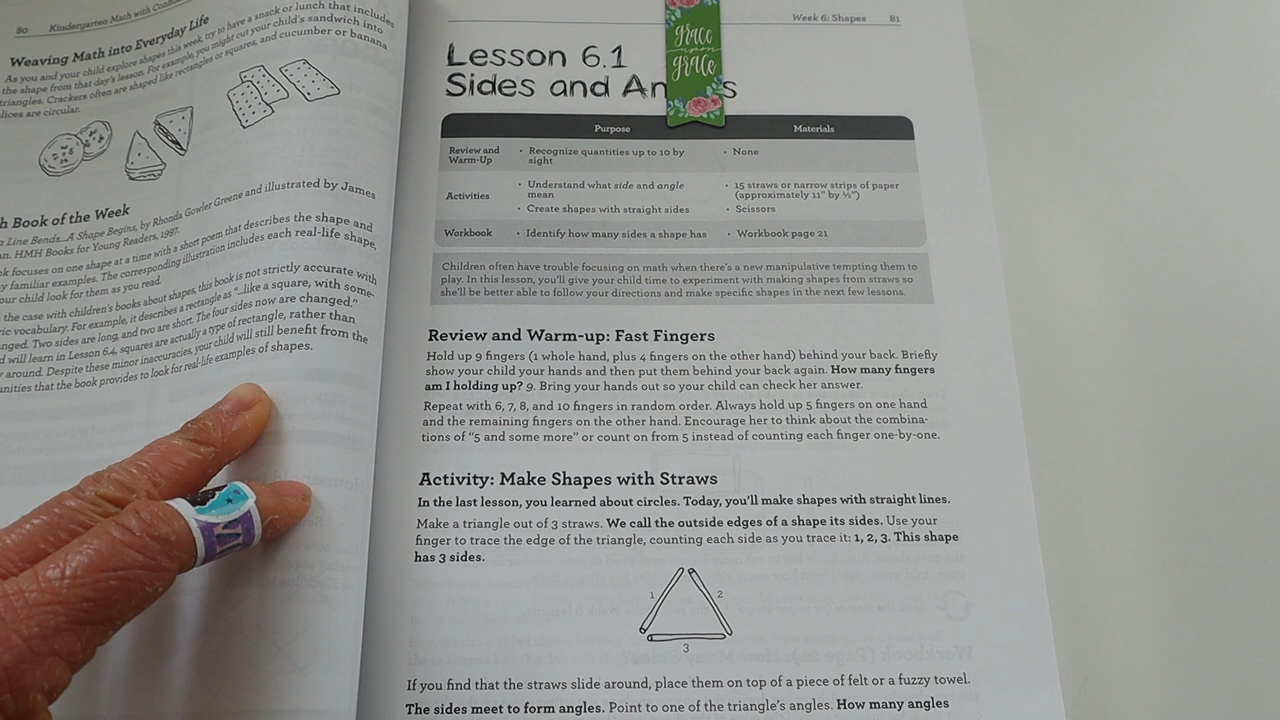 80 Kindergarten Math with
Weaving Math into Everyday Life
As you and your child explore shapes this week, try to have a snack or lunch that includes
the shape from that day's lesson. For example, you might cut your child's sandwich into
triangles. Crackers often are shaped like rectangles or squares, and cucumber or banana
slices are circular.
Book of the Week
Line Bends...A Shape Begins, by Rhonda Gowler Greene and illustrated by James
HMH Books for Young Readers, 1997.
focuses on one shape at a time with a short poem that describes the shape and
familiar examples. The corresponding illustration includes each real-life shape,
your child look for them as you read.
the case with children's books about shapes, this book is not strictly accurate with
vocabulary. For example, it describes a rectangle as "...like a square, with some-
Two sides are long, and two are short. The four sides now are changed."
will learn in Lesson 6.4, squares are actually a type of rectangle, rather than
around. Despite these minor inaccuracies, your child will still benefit from the
that the book provides to look for real-life examples of shapes.
Week 6: Shapes 81
grace
upon
grace
Lesson 6.1
Sides and An s
Purpose Materials
Review and Warm-Up • Recognize quantities up to 10 by sight • None
Activities • Understand what side and angle mean • 15 straws or narrow strips of paper (approximately 11" by ½")
• Create shapes with straight sides • Scissors
Workbook • Identify how many sides a shape has • Workbook page 21
Children often have trouble focusing on math when there's a new manipulative tempting them to
play. In this lesson, you'll give your child time to experiment with making shapes from straws so
she'll be better able to follow your directions and make specific shapes in the next few lessons.
Review and Warm-up: Fast Fingers
Hold up 9 fingers (1 whole hand, plus 4 fingers on the other hand) behind your back. Briefly
show your child your hands and then put them behind your back again. How many fingers
am I holding up? 9. Bring your hands out so your child can check her answer.
Repeat with 6, 7, 8, and 10 fingers in random order. Always hold up 5 fingers on one hand
and the remaining fingers on the other hand. Encourage her to think about the combina-
tions of "5 and some more" or count on from 5 instead of counting each finger one-by-one.
Activity: Make Shapes with Straws
In the last lesson, you learned about circles. Today, you'll make shapes with straight lines.
Make a triangle out of 3 straws. We call the outside edges of a shape its sides. Use your
finger to trace the edge of the triangle, counting each side as you trace it: 1, 2, 3. This shape
has 3 sides.
1 2
3
If you find that the straws slide around, place them on top of a piece of felt or a fuzzy towel.
The sides meet to form angles. Point to one of the triangle's angles. How many angles